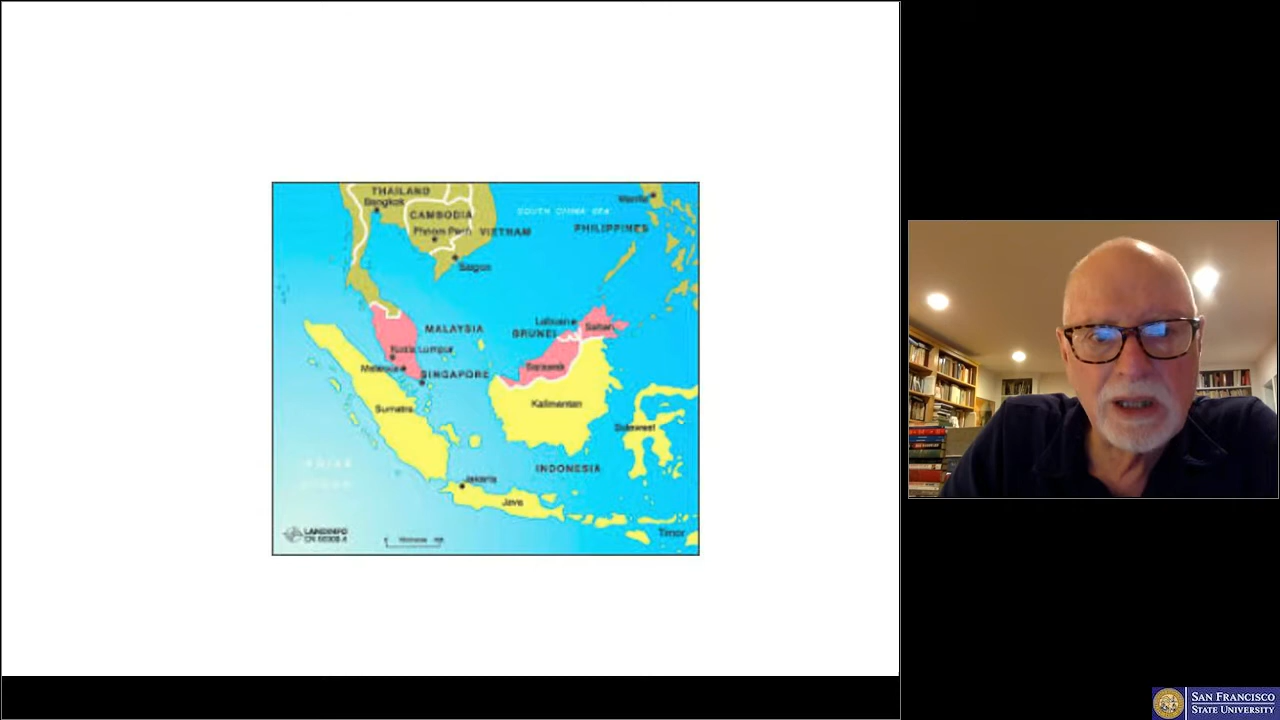 THAILAND
Bangkok
CAMBODIA
Phnom Penh
VIETNAM
Saigon
SOUTH CHINA SEA
Manila
PHILIPPINES
MALAYSIA
Kuala Lumpur
SINGAPORE
Labuan
BRUNEI
Sabah
Sarawak
Sumatra
Kalimantan
Sulawesi
INDONESIA
Jakarta
Java
Timor
LANDINFO
SAN FRANCISCO
STATE UNIVERSITY